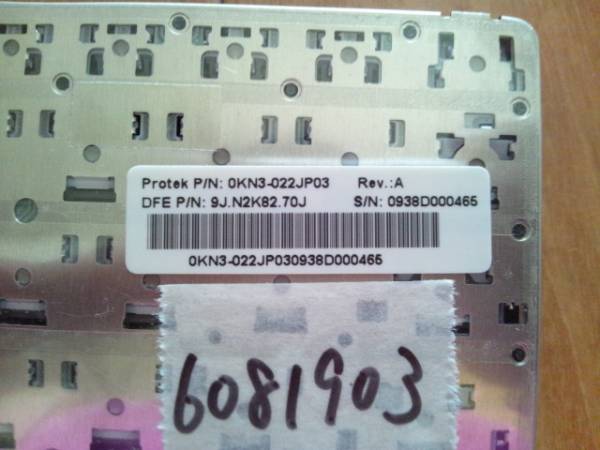 Protek P/N: 0KN3-022JP03 Rev.:A
DFE P/N: 9J.N2K82.70J S/N: 0938D000465
0KN3-022JP030938D000465
6081903